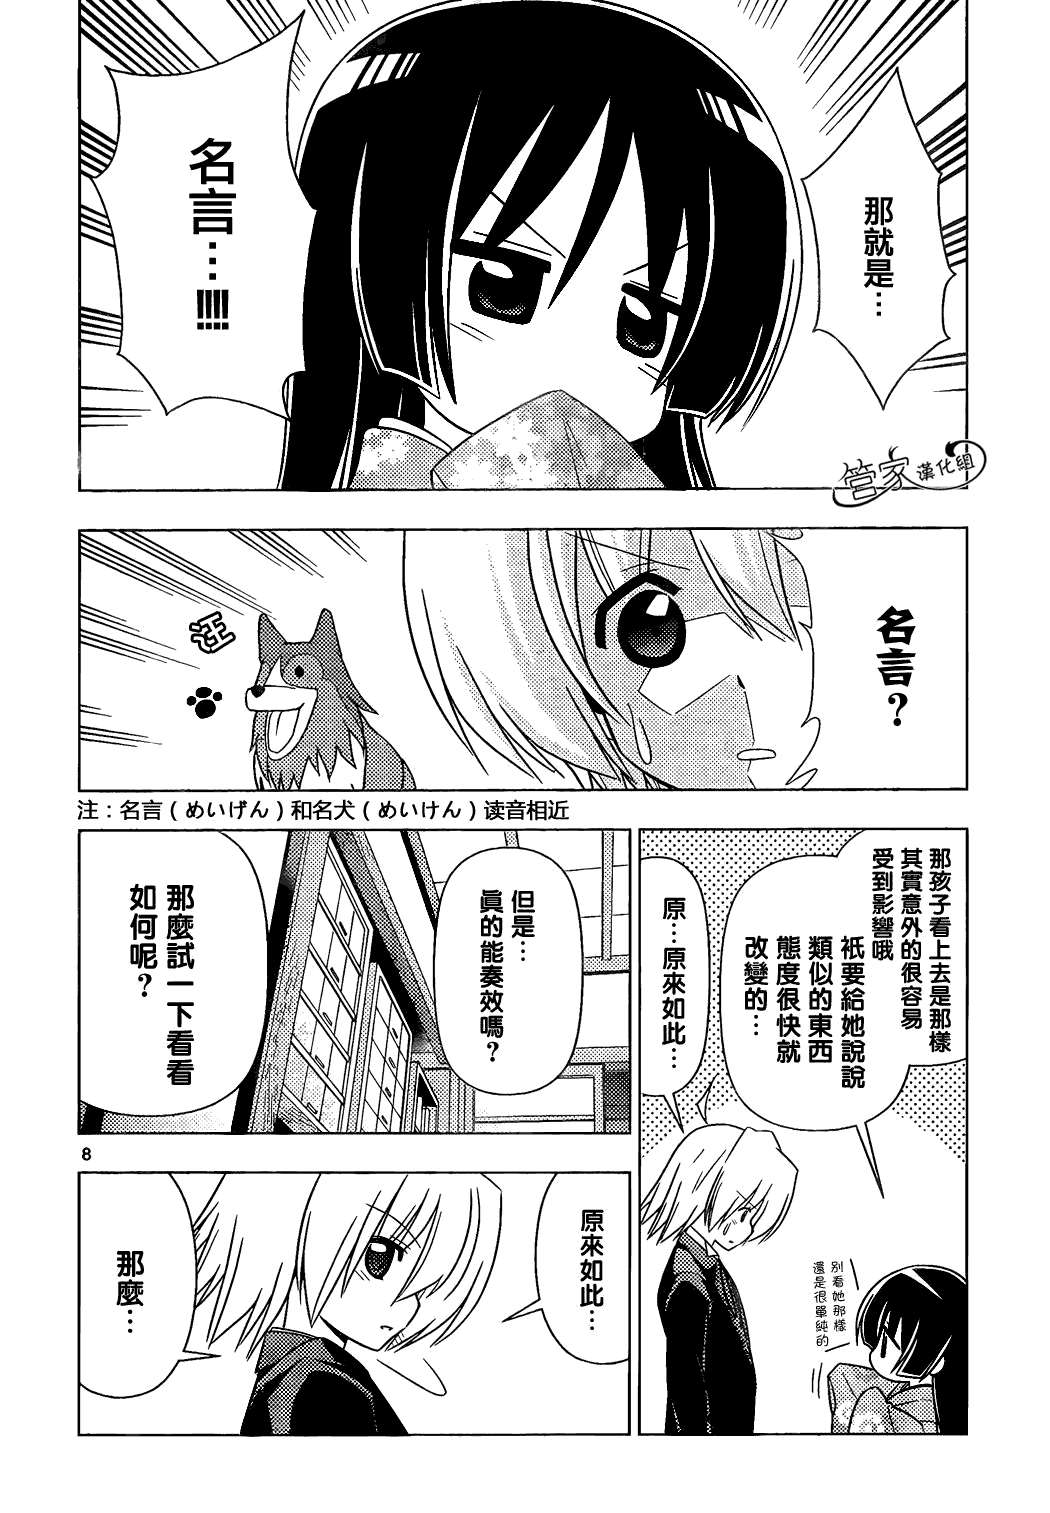 那就是…
名言…!!!!
管家
漢化組
名言?
汪
注：名言（めいげん）和名犬（めいけん）读音相近
那孩子看上去是那樣
其實意外的很容易
受到影響哦
衹要給她說說
類似的東西
態度很快就
改變的…
原…原來如此…
別看她那樣
還是很單純的
但是…
眞的能奏效嗎?
那麼試一下看看
如何呢?
8
原來如此…
那麼…